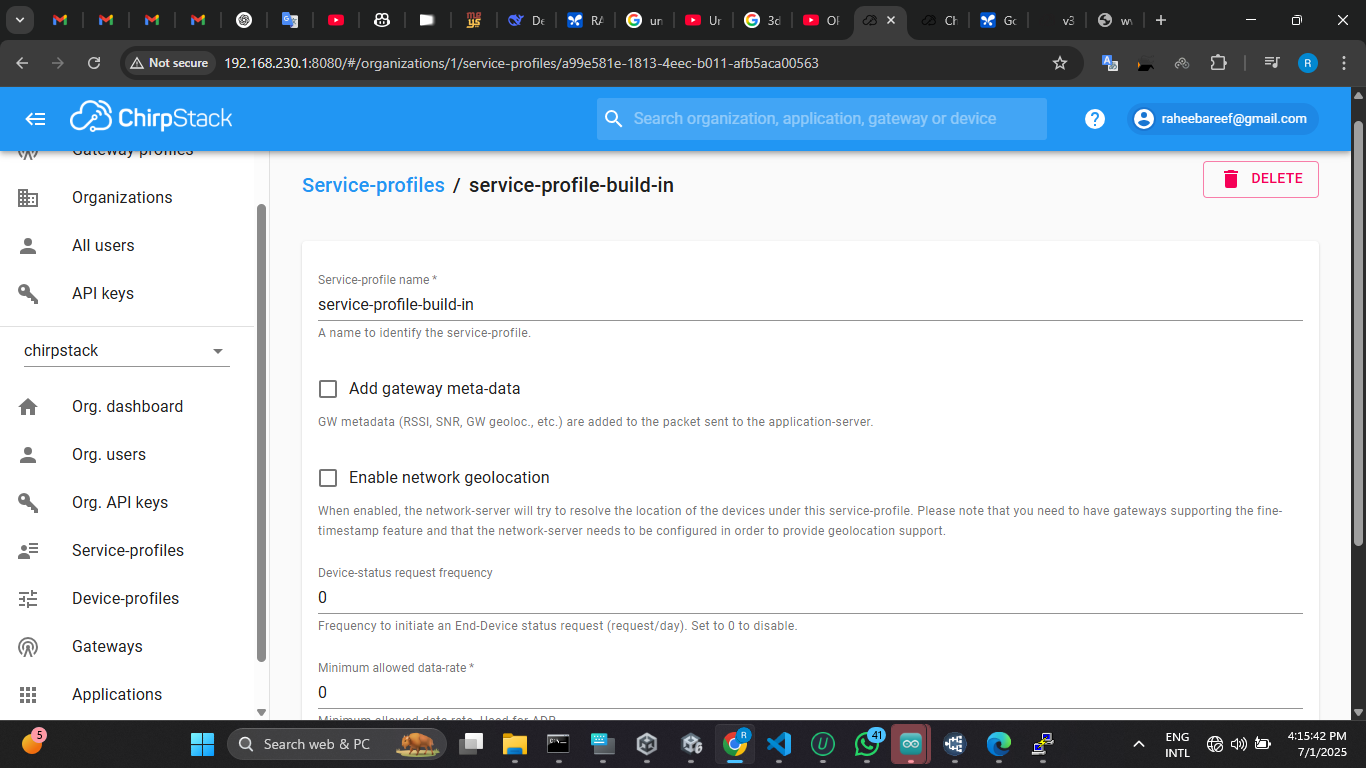 De
RA
un
Ur
3d
Of
Ch
Gc
v3
wv
Not secure
192.168.230.1:8080/#/organizations/1/service-profiles/a99e581e-1813-4eec-b011-afb5aca00563
R
ChirpStack
Search organization, application, gateway or device
raheebareef@gmail.com
Gateway profiles
Organizations
All users
API keys
chirpstack
Org. dashboard
Org. users
Org. API keys
Service-profiles
Device-profiles
Gateways
Applications
Service-profiles / service-profile-build-in
DELETE
Service-profile name *
service-profile-build-in
A name to identify the service-profile.
Add gateway meta-data
GW metadata (RSSI, SNR, GW geoloc., etc.) are added to the packet sent to the application-server.
Enable network geolocation
When enabled, the network-server will try to resolve the location of the devices under this service-profile. Please note that you need to have gateways supporting the fine-
timestamp feature and that the network-server needs to be configured in order to provide geolocation support.
Device-status request frequency
0
Frequency to initiate an End-Device status request (request/day). Set to 0 to disable.
Minimum allowed data-rate *
0
Minimum allowed data rate. Used for ADR.
5
Search web & PC
R
41
ENG
INTL
4:15:42 PM
7/1/2025